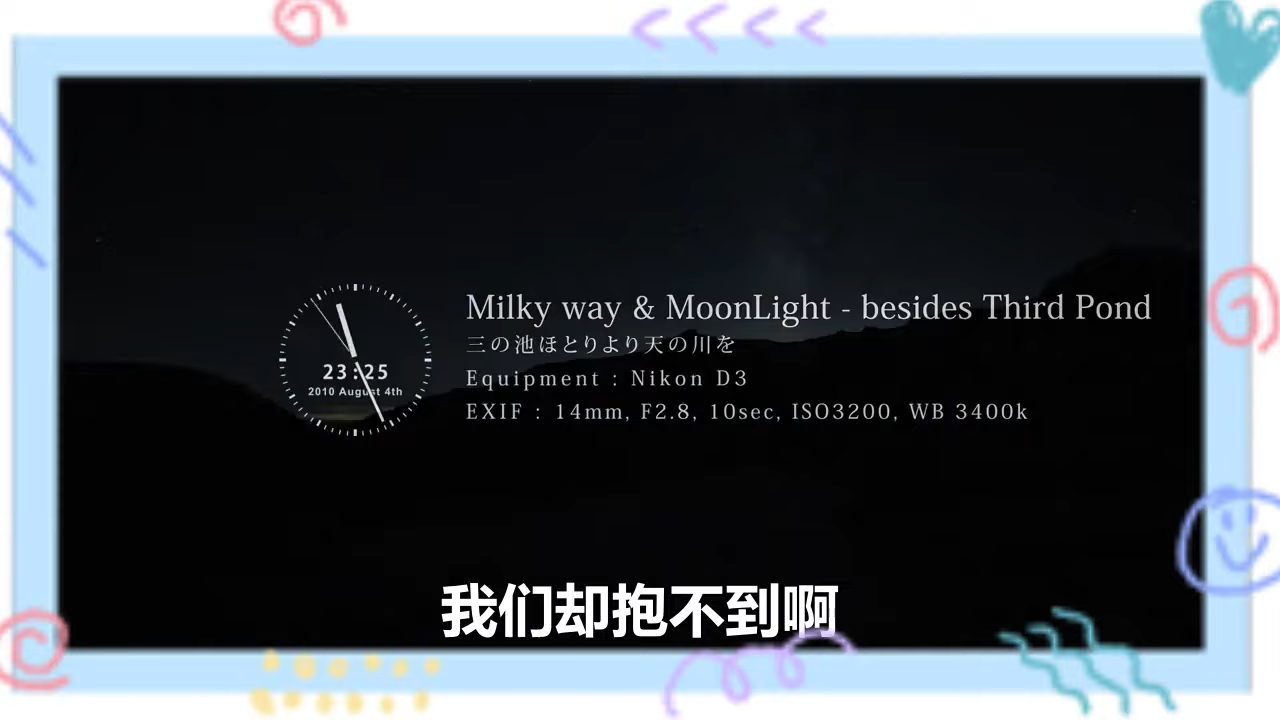 23:25
2010 August 4th
Milky way & MoonLight - besides Third Pond
三の池ほとりより天の川を
Equipment : Nikon D3
EXIF : 14mm, F2.8, 10sec, ISO3200, WB 3400k
我们却抱不到啊